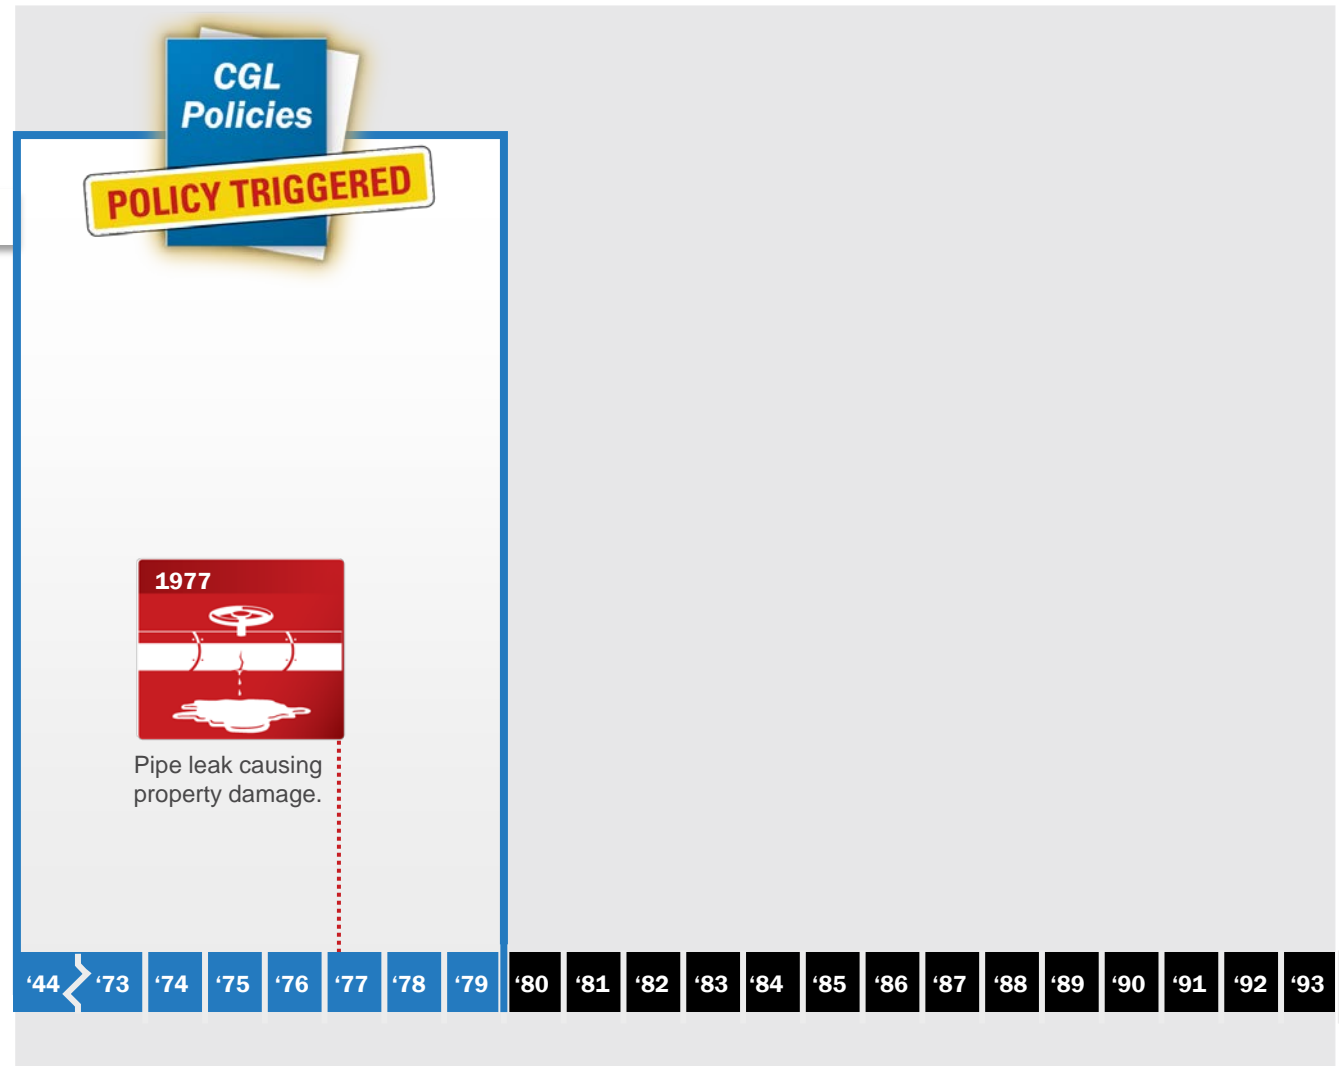 CGL
Policies
POLICY TRIGGERED
1977
Pipe leak causing
property damage.
‘44 ‘73 ‘74 ‘75 ‘76 ‘77 ‘78 ‘79 ‘80 ‘81 ‘82 ‘83 ‘84 ‘85 ‘86 ‘87 ‘88 ‘89 ‘90 ‘91 ‘92 ‘93